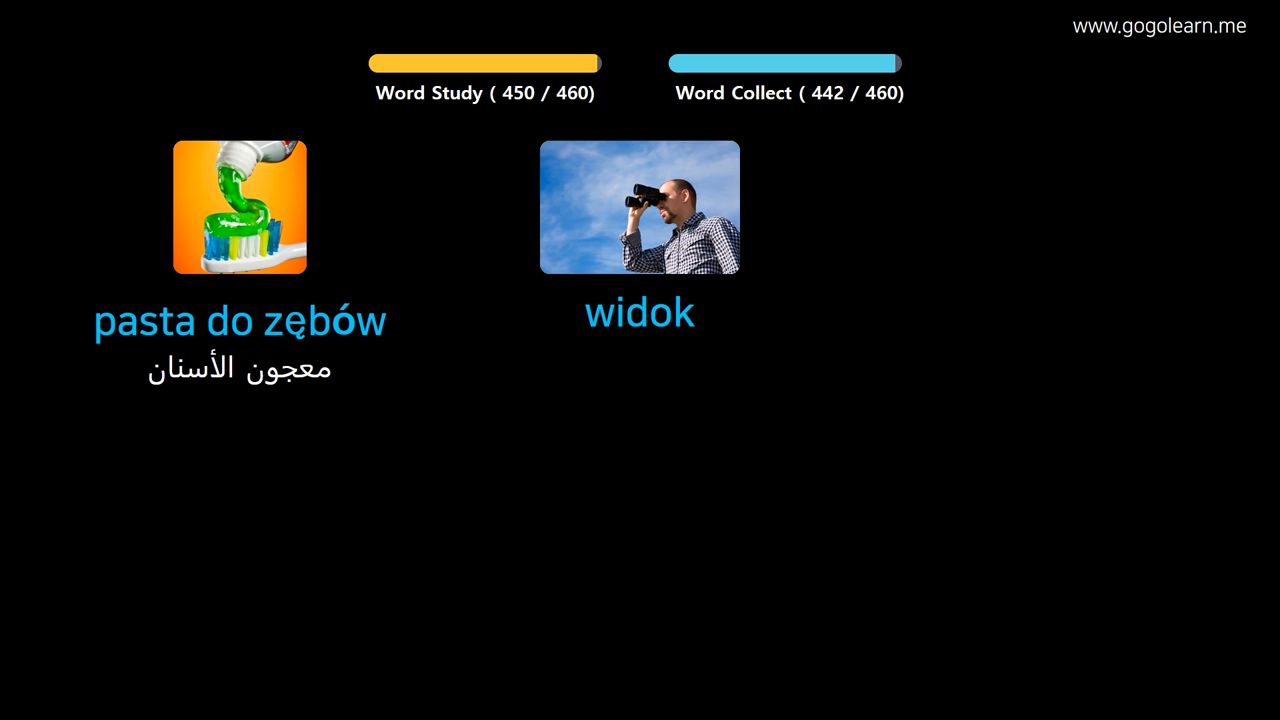 www.gogolearn.me
Word Study ( 450 / 460)
Word Collect ( 442 / 460)
pasta do zębów
معجون الأسنان
widok